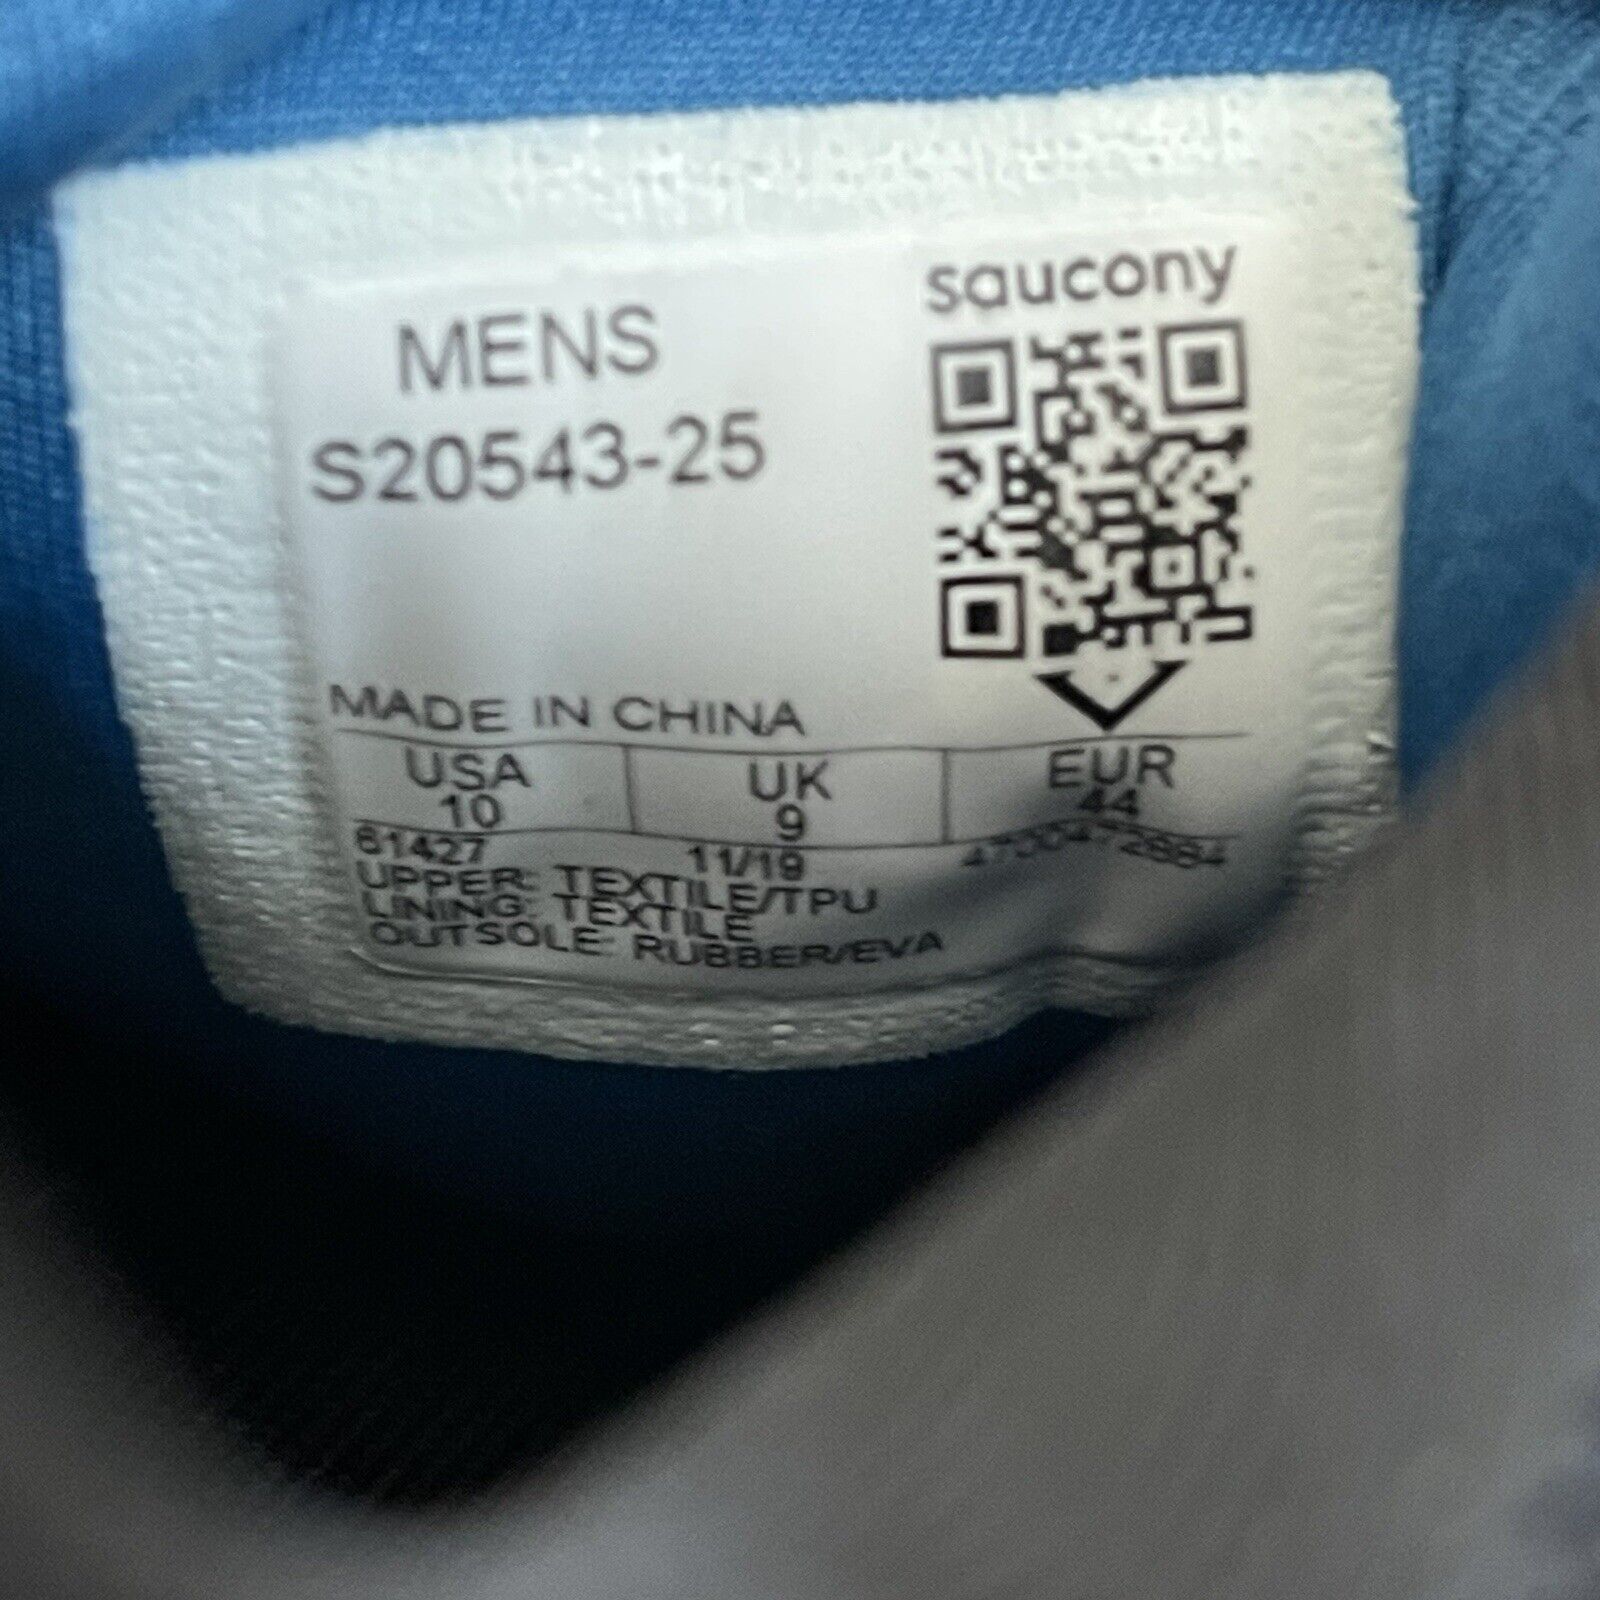 saucony
MENS
S20543-25
MADE IN CHINA
USA UK EUR
10 9 44
61427 11/19 4700472884
UPPER: TEXTILE/TPU
LINING: TEXTILE
OUTSOLE: RUBBER/EVA